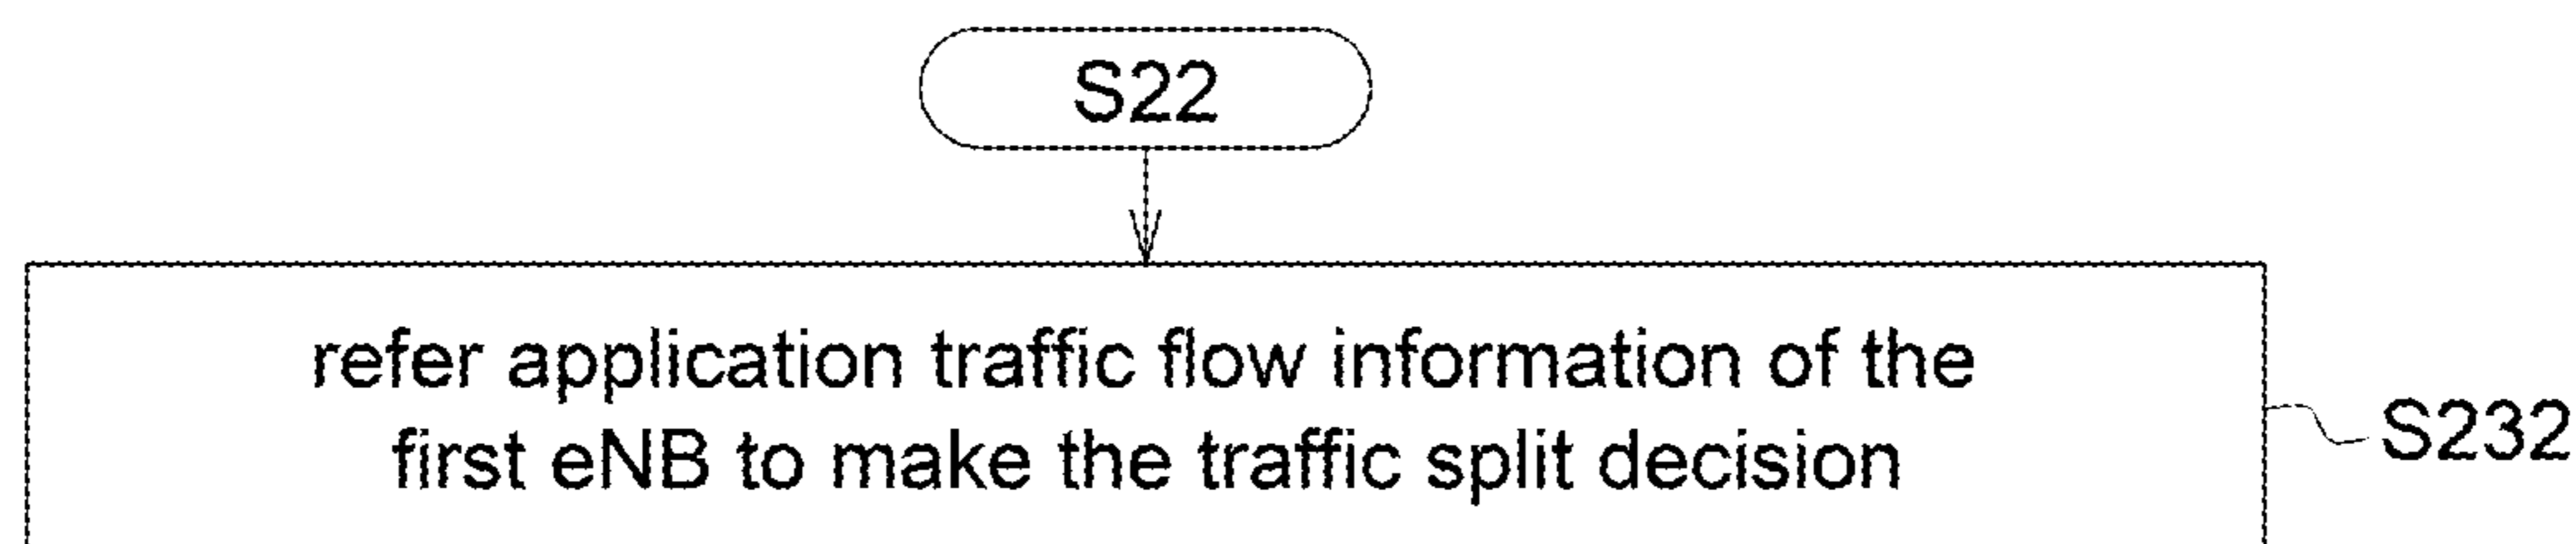 S22
refer application traffic flow information of the
first eNB to make the traffic split decision
S232